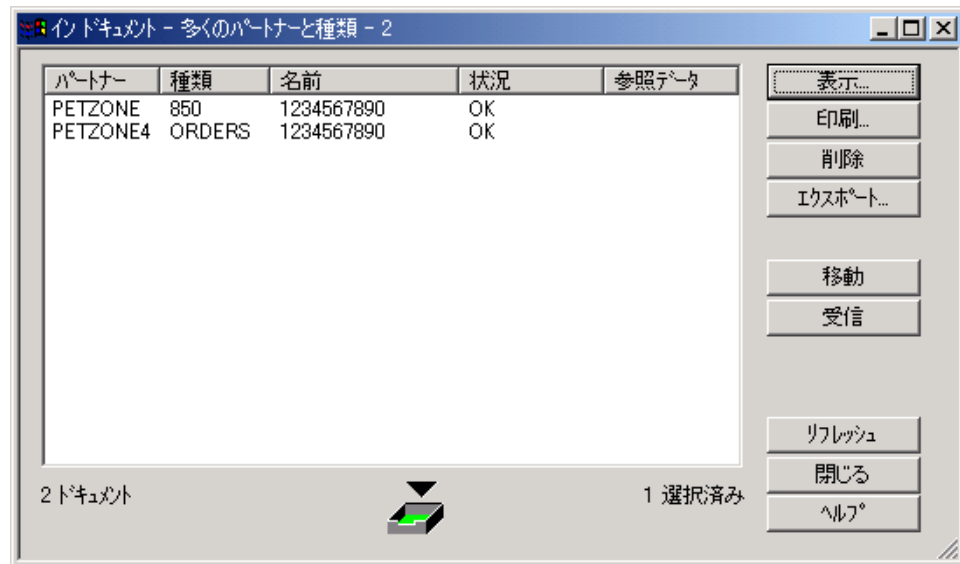 イン ドキュメント - 多くのパートナーと種類 - 2
パートナー 種類 名前 状況 参照データ
PETZONE 850 1234567890 OK
PETZONE4 ORDERS 1234567890 OK
表示...
印刷...
削除
エクスポート...
移動
受信
リフレッシュ
閉じる
ヘルプ
2 ドキュメント
1 選択済み